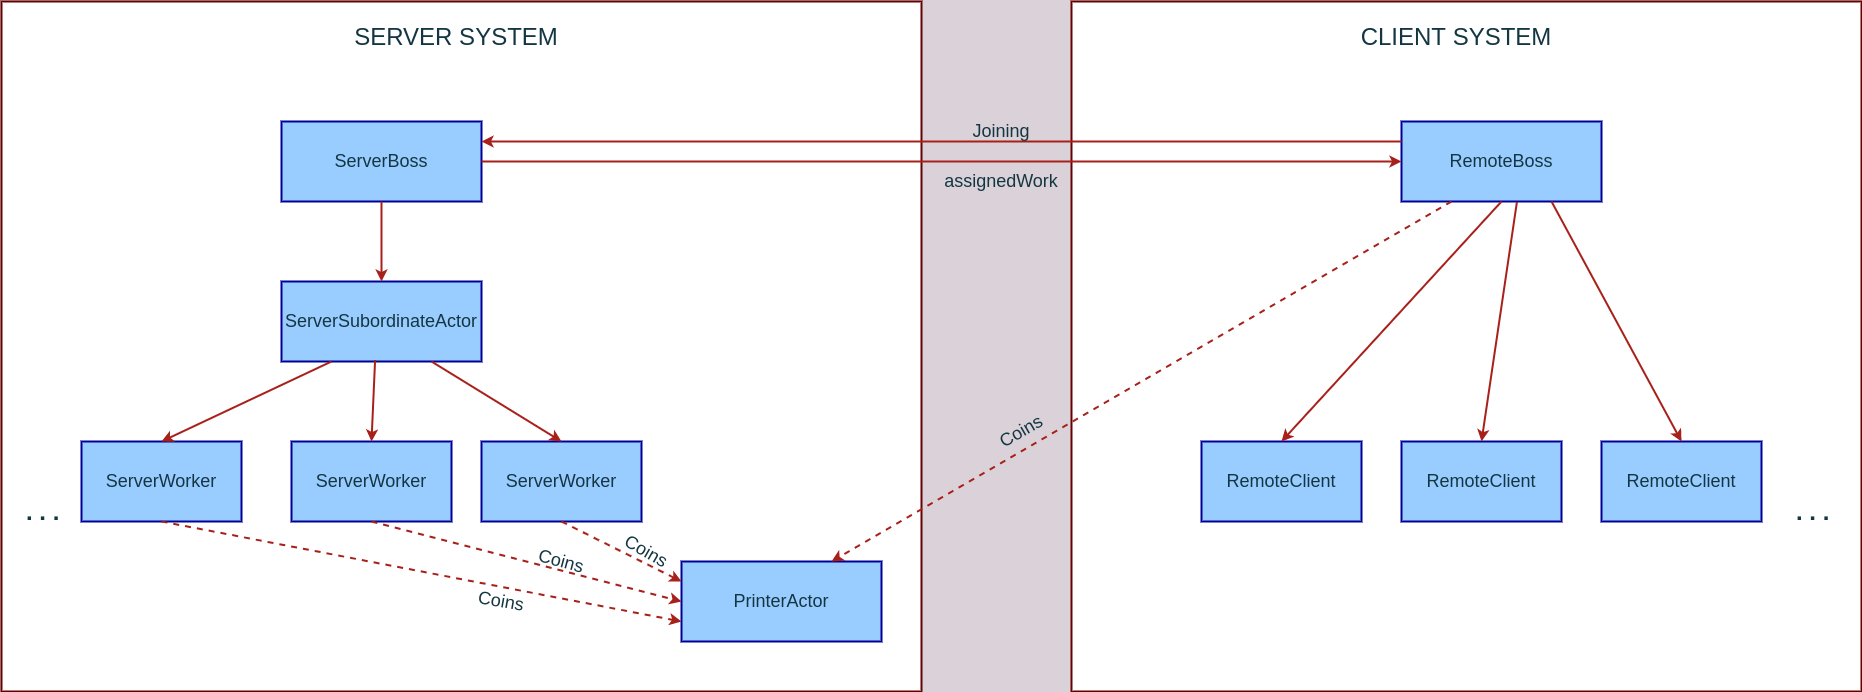 SERVER SYSTEM
CLIENT SYSTEM
Joining
ServerBoss
RemoteBoss
assignedWork
ServerSubordinateActor
Coins
ServerWorker
ServerWorker
ServerWorker
RemoteClient
RemoteClient
RemoteClient
...
...
Coins
Coins
Coins
PrinterActor